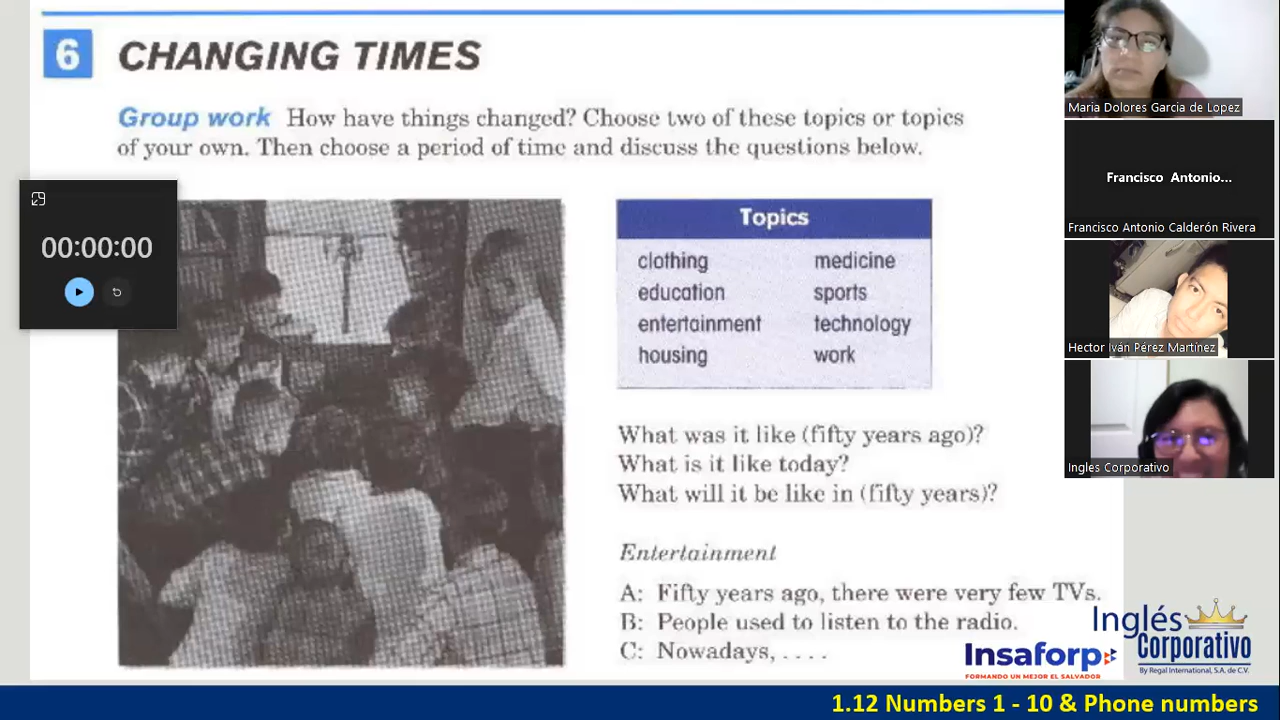 6 CHANGING TIMES
Group work How have things changed? Choose two of these topics or topics
of your own. Then choose a period of time and discuss the questions below.
00:00:00
Topics
clothing medicine
education sports
entertainment technology
housing work
What was it like (fifty years ago)?
What is it like today?
What will it be like in (fifty years)?
Entertainment
A: Fifty years ago, there were very few TVs.
B: People used to listen to the radio.
C: Nowadays, . . . .
Insaforp
FORMANDO UN MEJOR EL SALVADOR
Inglés
Corporativo
By Regal International, S.A. de C.V.
1.12 Numbers 1 - 10 & Phone numbers
Maria Dolores Garcia de Lopez
Francisco Antonio...
Francisco Antonio Calderón Rivera
Hector Iván Pérez Martínez
Ingles Corporativo